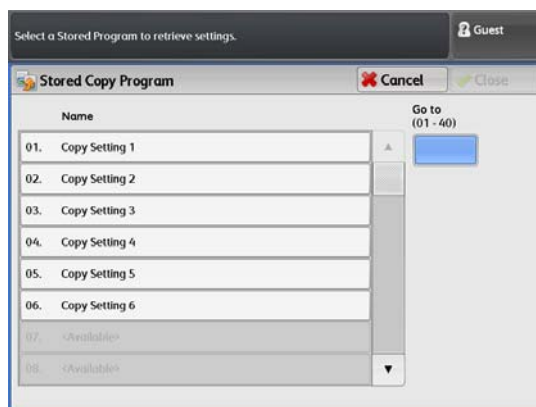 Select a Stored Program to retrieve settings.
Guest
Stored Copy Program
Cancel
Close
Name
Go to
(01 - 40)
01. Copy Setting 1
02. Copy Setting 2
03. Copy Setting 3
04. Copy Setting 4
05. Copy Setting 5
06. Copy Setting 6
07. <Available>
08. <Available>